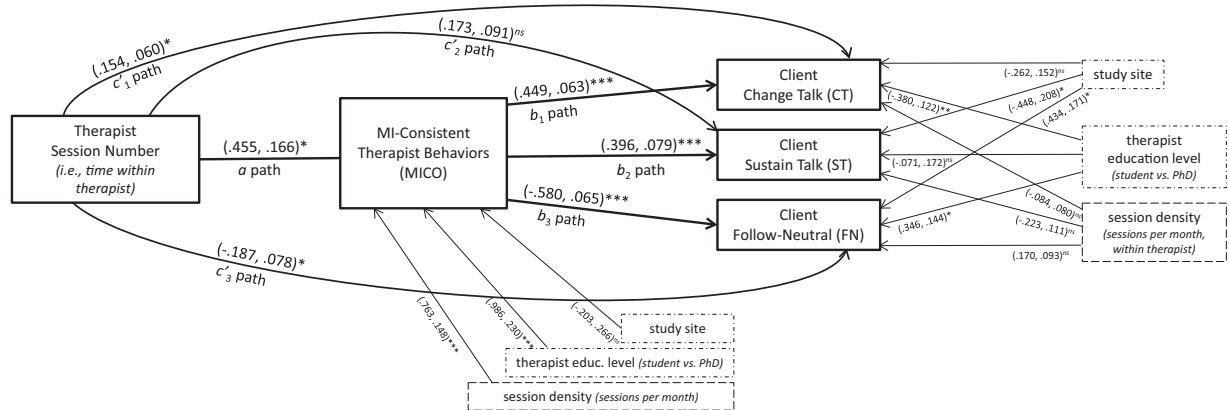 (.154, .060)*
c'1 path
(.173, .091)ns
c'2 path
Therapist
Session Number
(i.e., time within
therapist)
(.455, .166)*
a path
MI-Consistent
Therapist Behaviors
(MICO)
(.449, .063)***
b1 path
(.396, .079)***
b2 path
(-.580, .065)***
b3 path
(-.187, .078)*
c'3 path
Client
Change Talk (CT)
Client
Sustain Talk (ST)
Client
Follow-Neutral (FN)
(-.262, .152)ns
(-.380, .122)**
(-.448, .208)*
(.434, .171)*
(-.071, .172)ns
(-.084, .080)ns
(.346, .144)*
(-.223, .111)ns
(.170, .093)ns
study site
therapist
education level
(student vs. PhD)
session density
(sessions per month,
within therapist)
(.763, .148)***
(.986, .230)***
(-.203, .266)ns
study site
therapist educ. level (student vs. PhD)
session density (sessions per month)